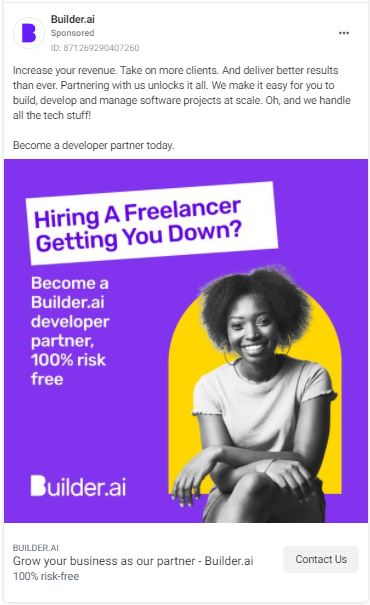 Builder.ai
Sponsored
ID: 871269290407260
Increase your revenue. Take on more clients. And deliver better results
than ever. Partnering with us unlocks it all. We make it easy for you to
build, develop and manage software projects at scale. Oh, and we handle
all the tech stuff!
Become a developer partner today.
Hiring A Freelancer
Getting You Down?
Become a
Builder.ai
developer
partner,
100% risk
free
Builder.ai
BUILDER.AI
Grow your business as our partner - Builder.ai
100% risk-free
Contact Us